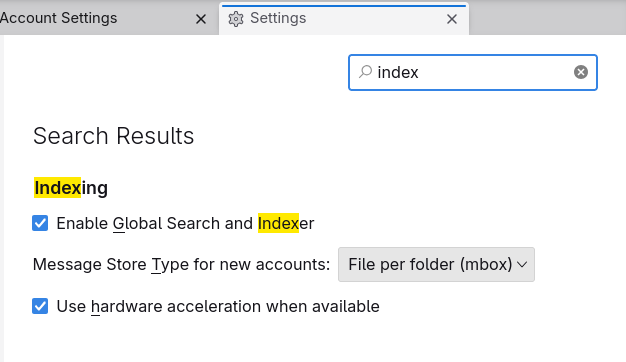 Account Settings
Settings
index
Search Results
Indexing
Enable Global Search and Indexer
Message Store Type for new accounts: File per folder (mbox)
Use hardware acceleration when available